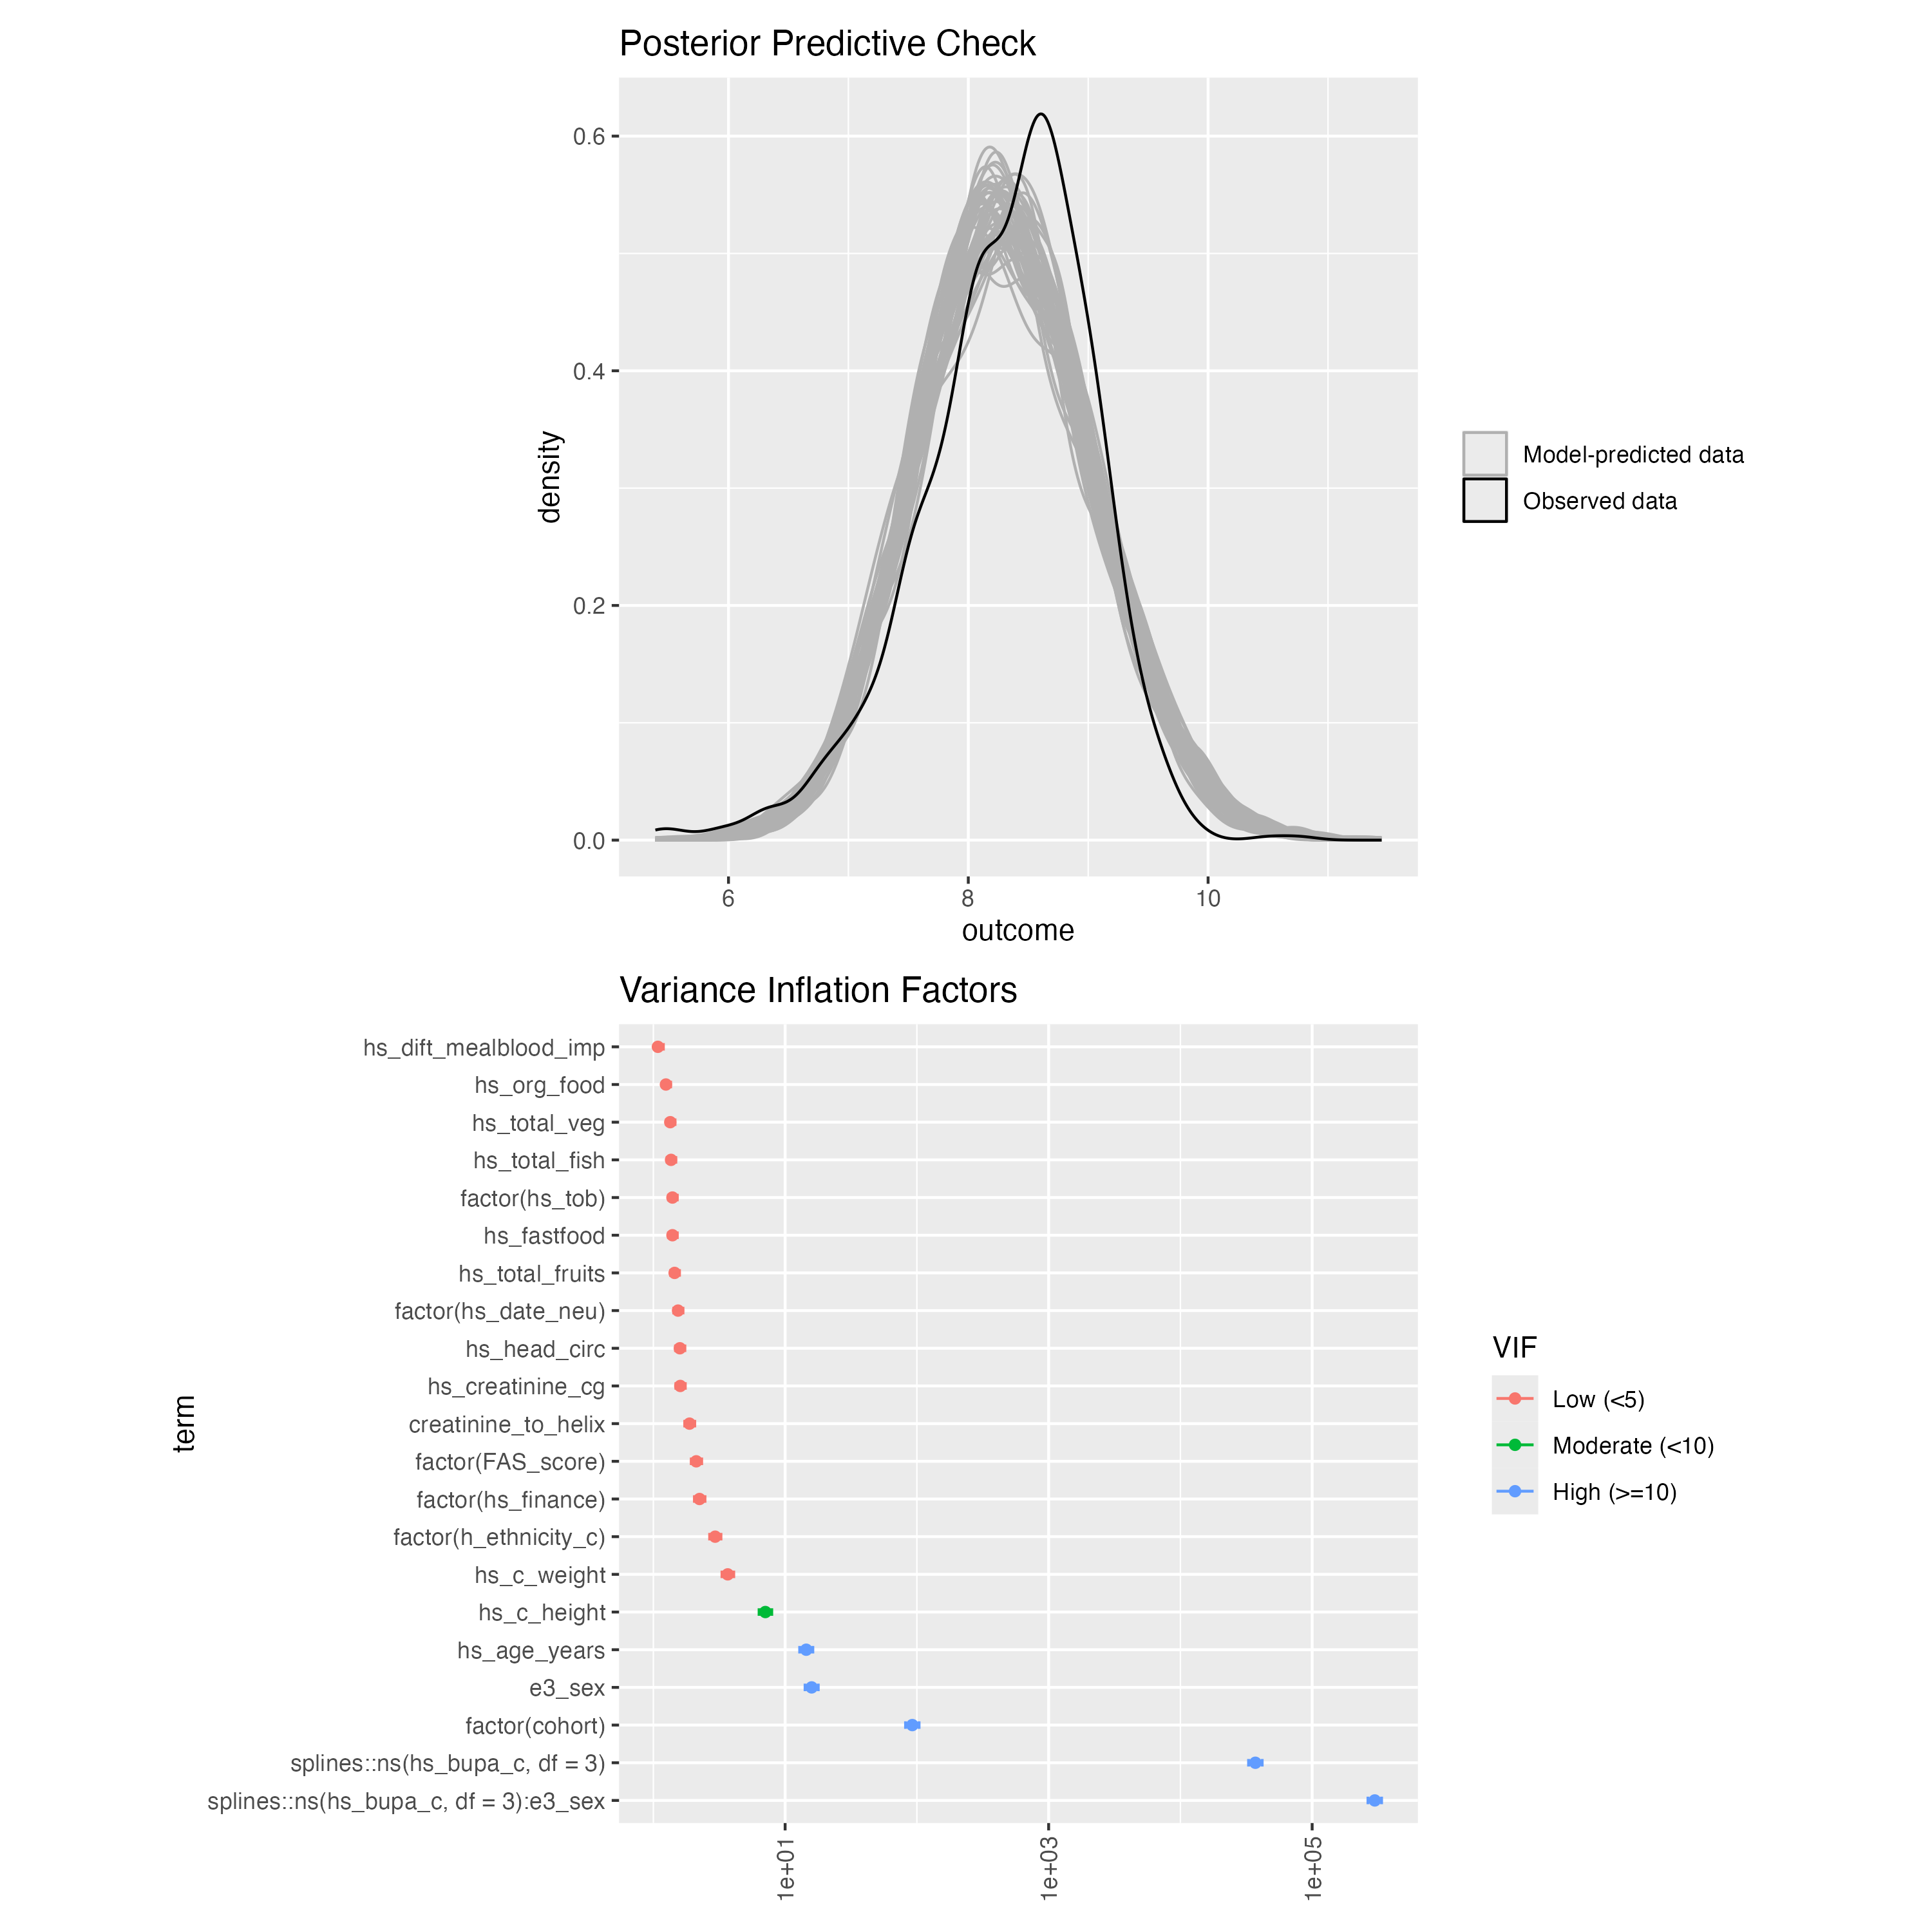 Posterior Predictive Check
0.6
0.4
0.2
0.0
density
6
8
10
outcome
Model-predicted data
Observed data
Variance Inflation Factors
term
hs_dift_mealblood_imp
hs_org_food
hs_total_veg
hs_total_fish
factor(hs_tob)
hs_fastfood
hs_total_fruits
factor(hs_date_neu)
hs_head_circ
hs_creatinine_cg
creatinine_to_helix
factor(FAS_score)
factor(hs_finance)
factor(h_ethnicity_c)
hs_c_weight
hs_c_height
hs_age_years
e3_sex
factor(cohort)
splines::ns(hs_bupa_c, df = 3)
splines::ns(hs_bupa_c, df = 3):e3_sex
1e+01
1e+03
1e+05
VIF
Low (<5)
Moderate (<10)
High (>=10)